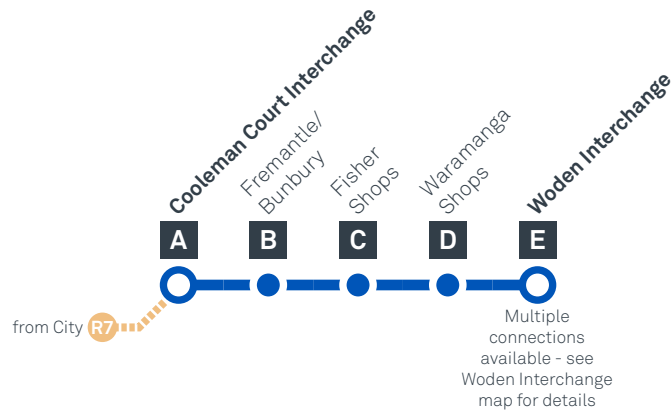 Cooleman Court Interchange
Fremantle/
Bunbury
Fisher
Shops
Waramanga
Shops
Woden Interchange
A
B
C
D
E
from City R7
Multiple
connections
available - see
Woden Interchange
map for details